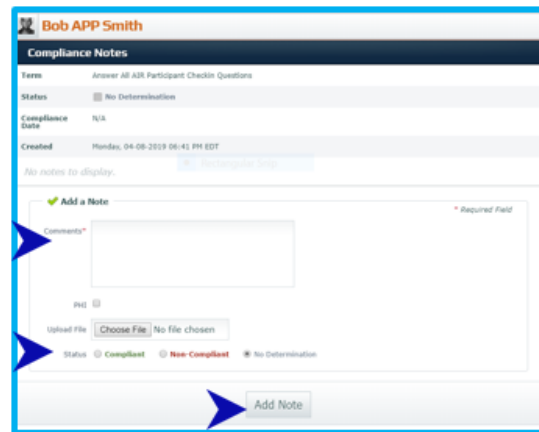 Bob APP Smith
Compliance Notes
Term Answer All AIR Participant Checkin Questions
Status No Determination
Compliance Date N/A
Created Monday, 04-08-2019 06:41 PM EDT
Rectangular Snip
No notes to display.
Add a Note
* Required Field
Comments*
PHI
Upload File Choose File No file chosen
Status Compliant Non-Compliant No Determination
Add Note